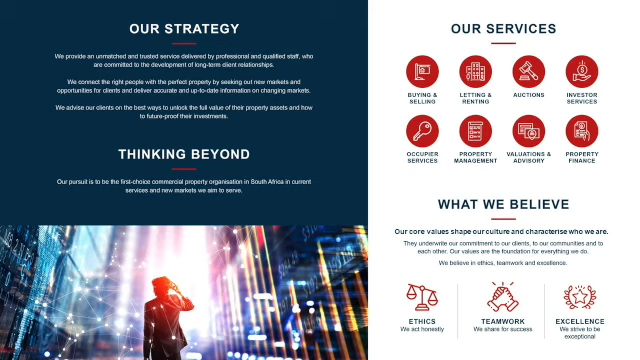 OUR STRATEGY
We provide an unmatched and trusted service delivered by professional and qualified staff, who
are committed to the development of long-term client relationships.
We connect the right people with the perfect property by seeking out new markets and
opportunities for clients and deliver accurate and up-to-date information on changing markets.
We advise our clients on the best ways to unlock the full value of their property assets and how
to future-proof their investments.
THINKING BEYOND
Our pursuit is to be the first-choice commercial property organisation in South Africa in current
services and new markets we aim to serve.
OUR SERVICES
BUYING &
SELLING
LETTING &
RENTING
AUCTIONS
INVESTOR
SERVICES
OCCUPIER
SERVICES
PROPERTY
MANAGEMENT
VALUATIONS &
ADVISORY
PROPERTY
FINANCE
WHAT WE BELIEVE
Our core values shape our culture and characterise who we are.
They underwrite our commitment to our clients, to our communities and to
each other. Our values are the foundation for everything we do.
We believe in ethics, teamwork and excellence.
ETHICS
We act honestly
TEAMWORK
We share for success
EXCELLENCE
We strive to be
exceptional